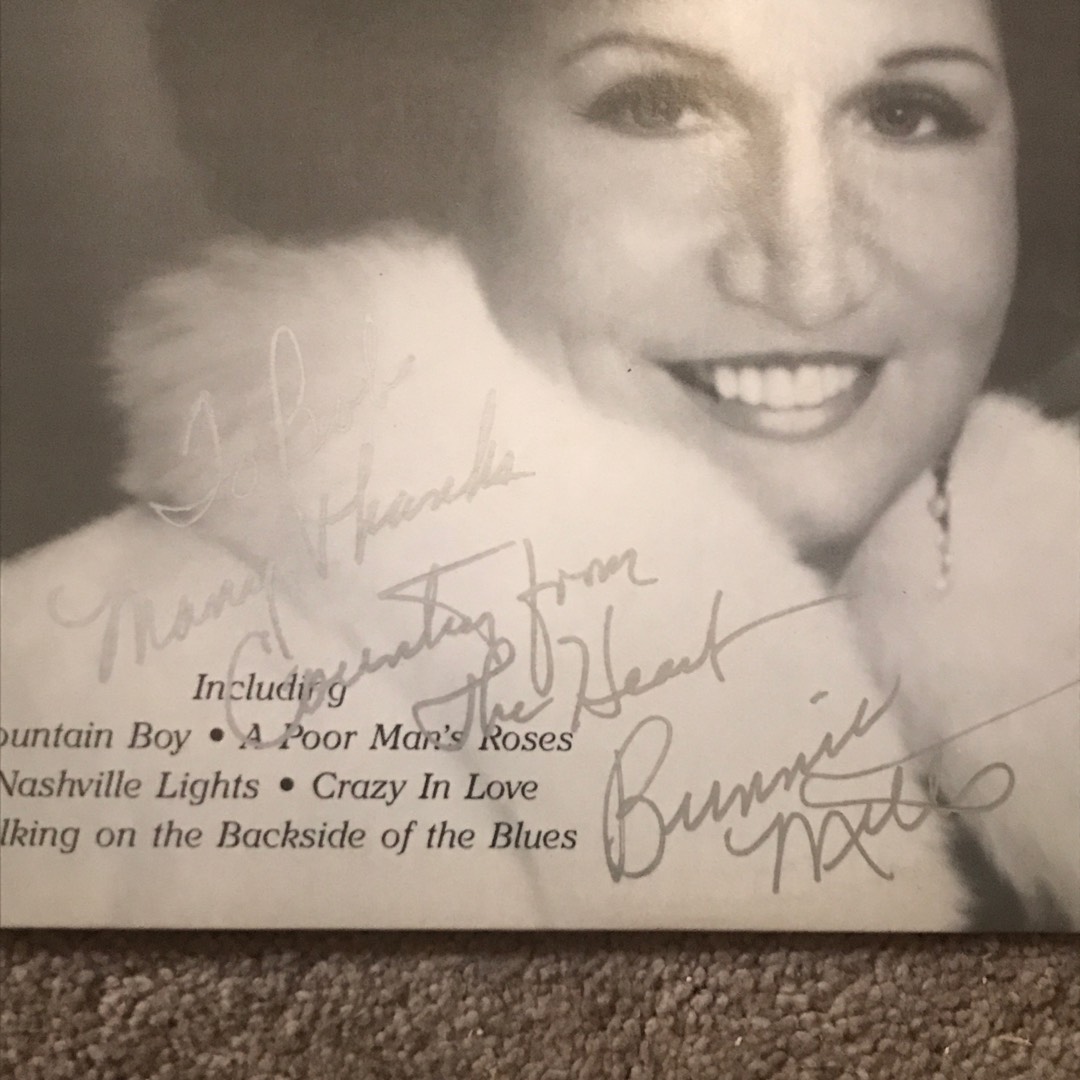 To Bob
Many Thanks
Country from
The Heart
Bunnie
Mills
Including
ountain Boy • A Poor Man's Roses
Nashville Lights • Crazy In Love
lking on the Backside of the Blues